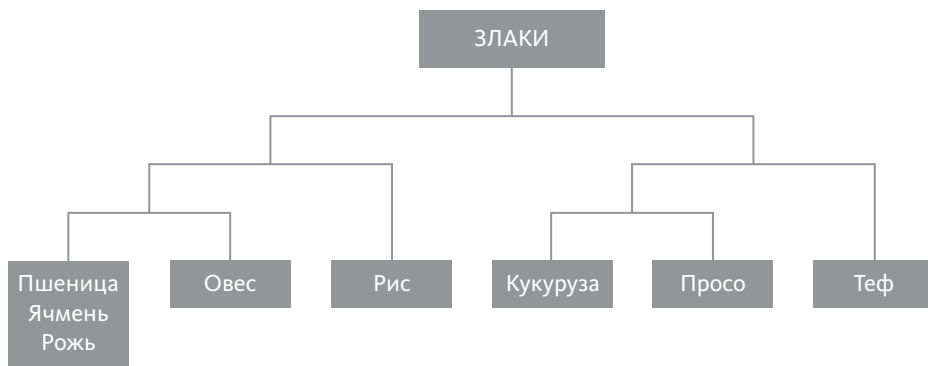 ЗЛАКИ
Пшеница
Ячмень
Рожь
Овес
Рис
Кукуруза
Просо
Теф